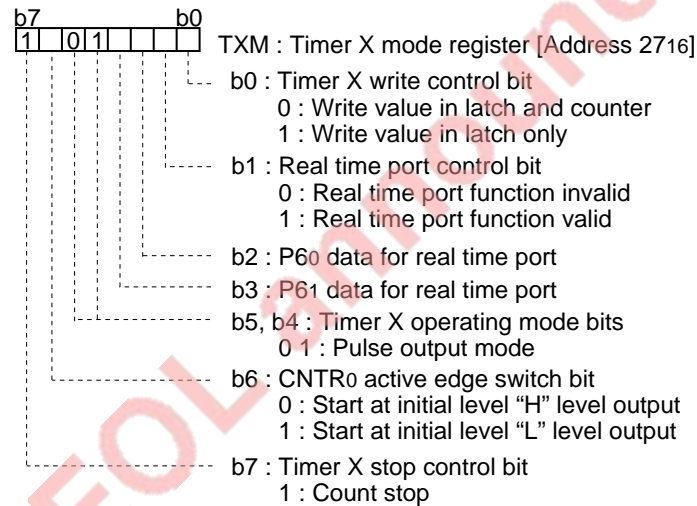 b7 b0
1 0 1 TXM : Timer X mode register [Address 2716]
b0 : Timer X write control bit
0 : Write value in latch and counter
1 : Write value in latch only
b1 : Real time port control bit
0 : Real time port function invalid
1 : Real time port function valid
b2 : P60 data for real time port
b3 : P61 data for real time port
b5, b4 : Timer X operating mode bits
0 1 : Pulse output mode
b6 : CNTR0 active edge switch bit
0 : Start at initial level “H” level output
1 : Start at initial level “L” level output
b7 : Timer X stop control bit
1 : Count stop
EOL announ